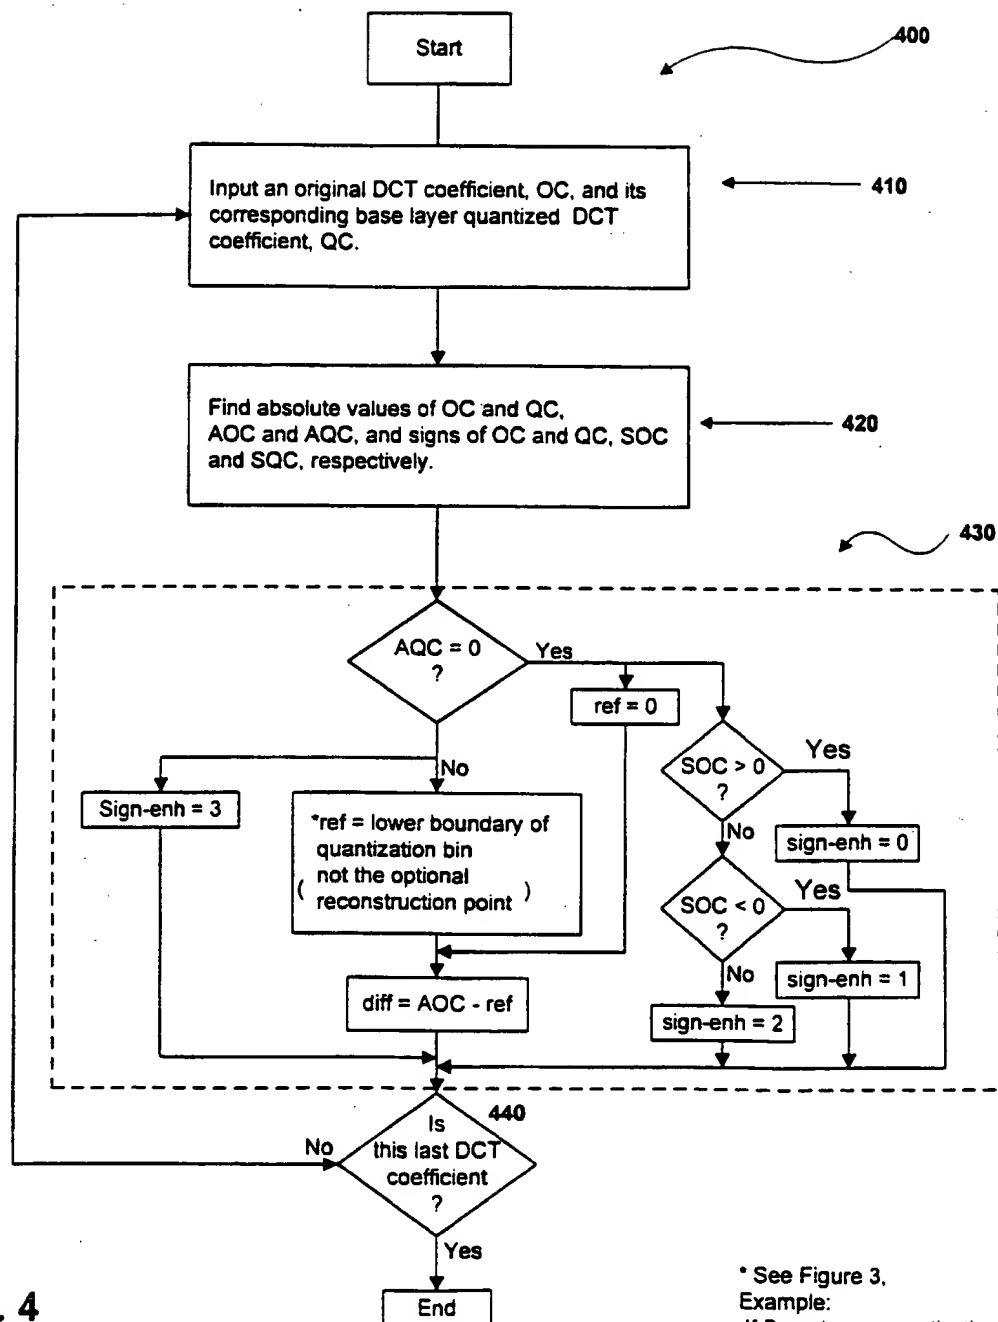 Start
400
Input an original DCT coefficient, OC, and its
corresponding base layer quantized DCT
coefficient, QC.
410
Find absolute values of OC and QC,
AOC and AQC, and signs of OC and QC, SOC
and SQC, respectively.
420
430
AQC = 0
?
Yes
ref = 0
No
Sign-enh = 3
*ref = lower boundary of
quantization bin
not the optional
( reconstruction point )
SOC > 0
?
Yes
No
sign-enh = 0
SOC < 0
?
Yes
No
sign-enh = 1
diff = AOC - ref
sign-enh = 2
440
Is
this last DCT
coefficient
?
No
Yes
End
. 4
* See Figure 3,
Example: